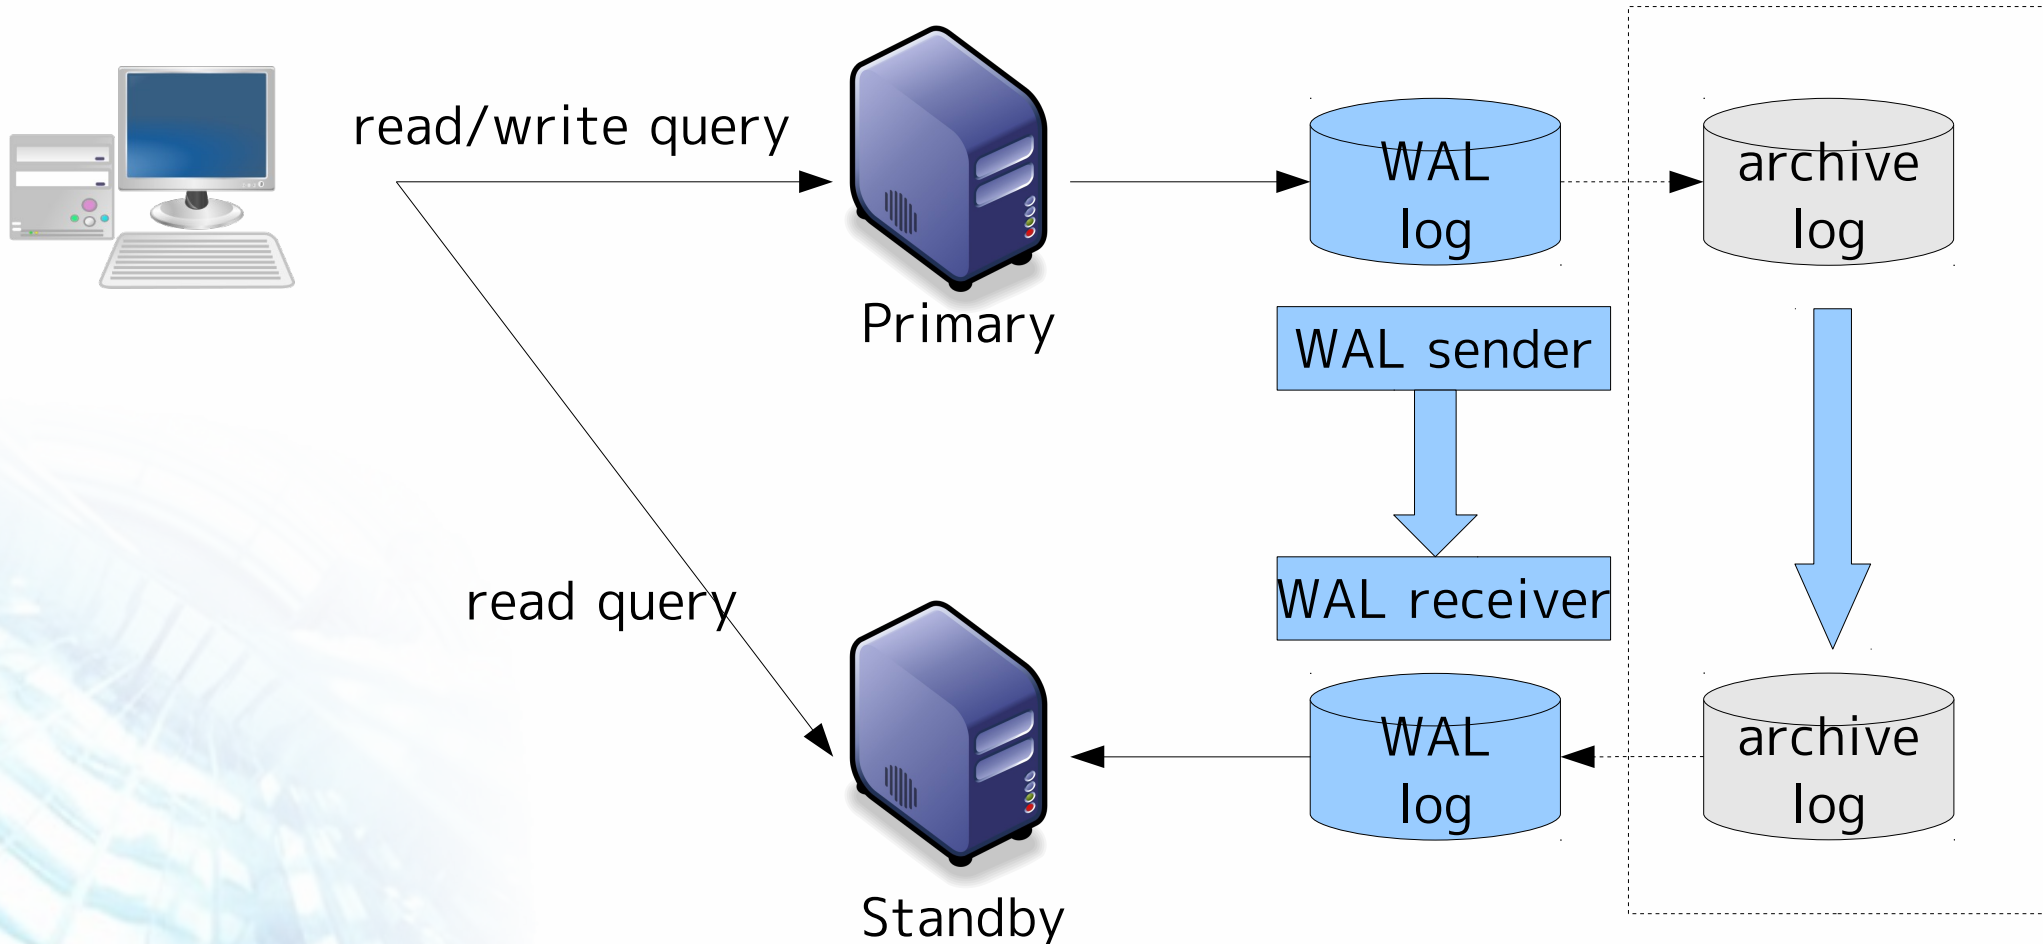 read/write query
WAL
log
archive
log
Primary
WAL sender
read query
WAL receiver
WAL
log
archive
log
Standby